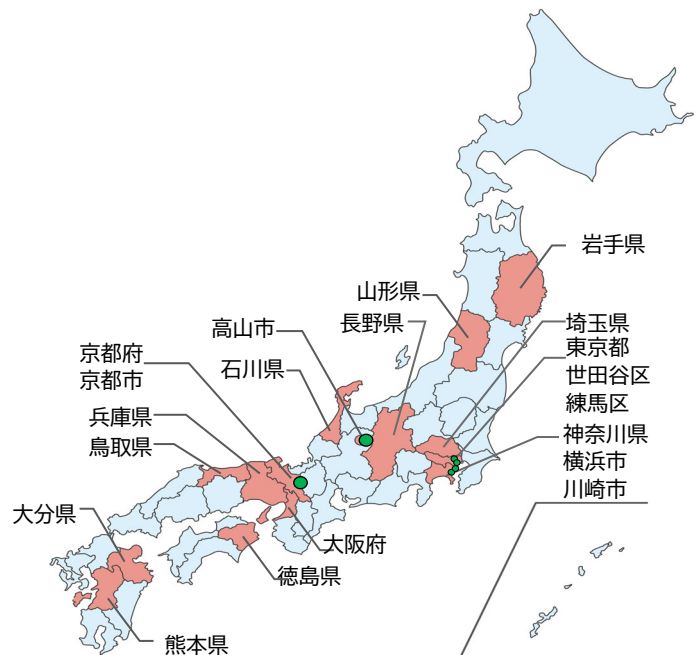 岩手県
山形県
長野県
高山市
石川県
埼玉県
東京都
世田谷区
練馬区
京都府
京都市
兵庫県
鳥取県
神奈川県
横浜市
川崎市
大分県
大阪府
徳島県
熊本県